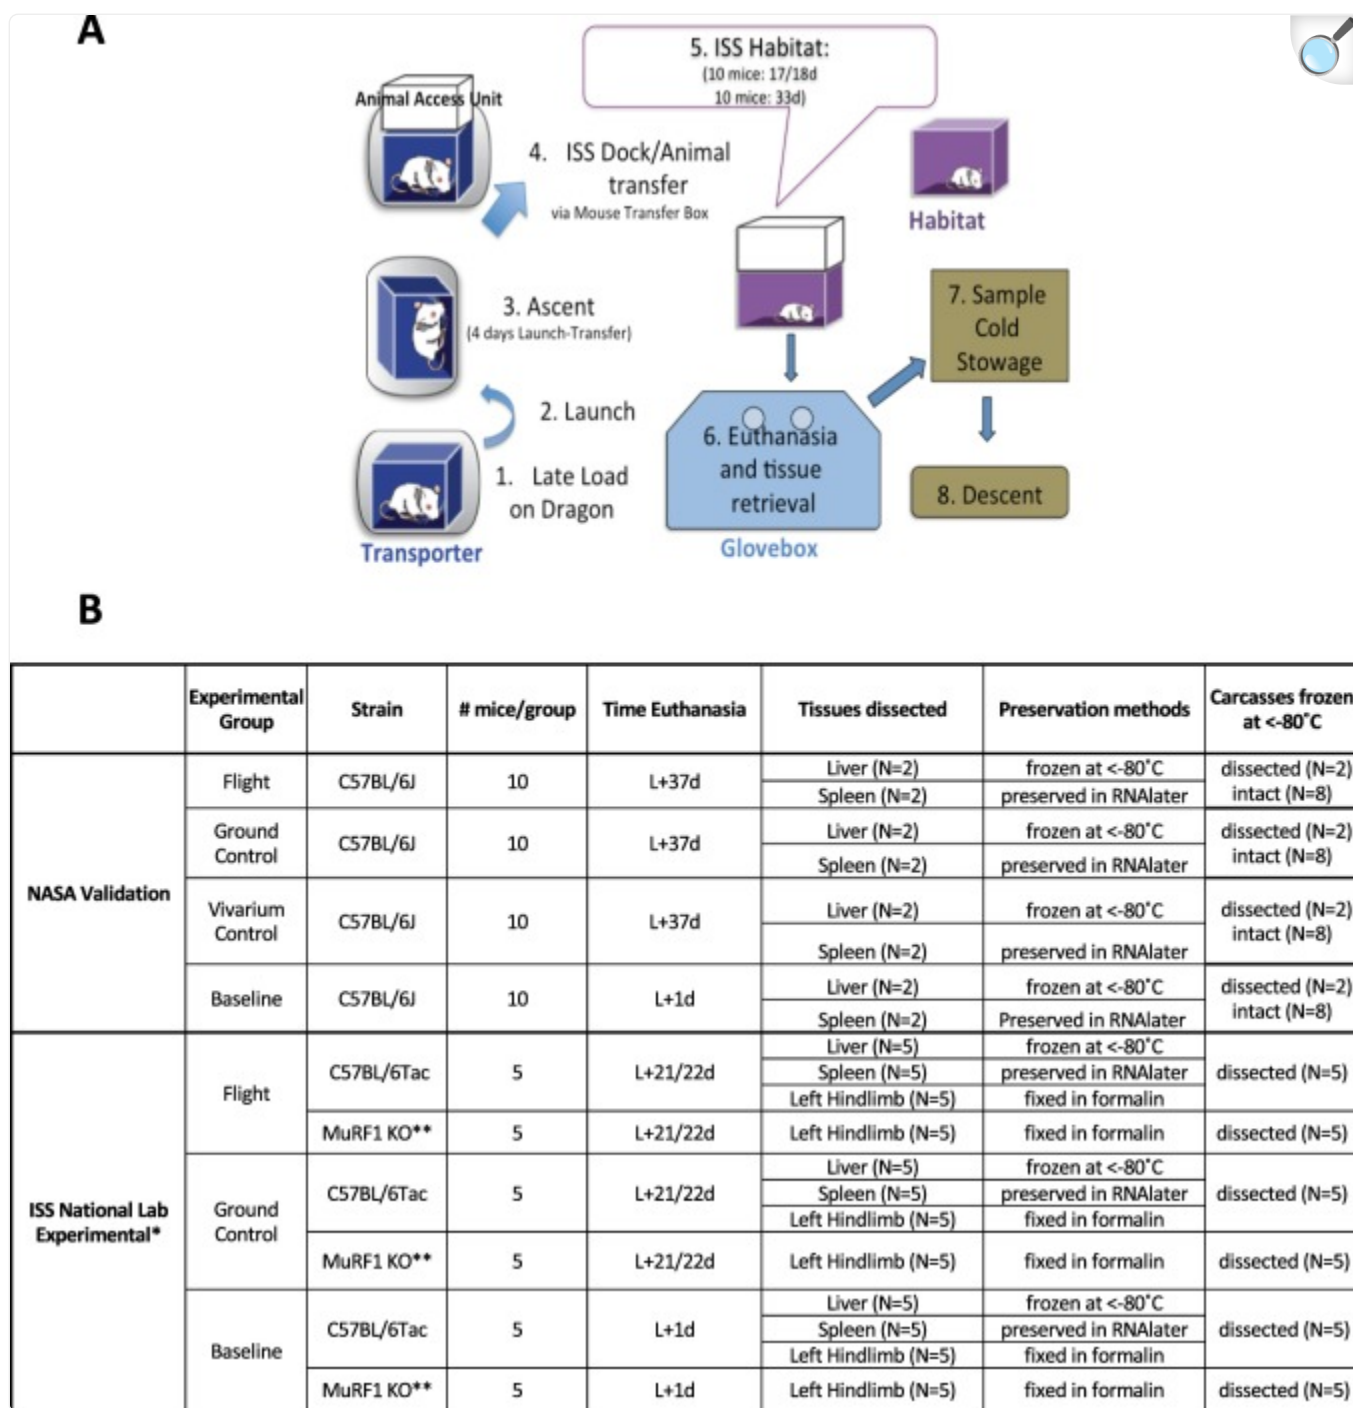 A
Animal Access Unit
5. ISS Habitat:
(10 mice: 17/18d
10 mice: 33d)
4. ISS Dock/Animal
transfer
via Mouse Transfer Box
Habitat
3. Ascent
(4 days Launch-Transfer)
7. Sample
Cold
Stowage
2. Launch
1. Late Load
on Dragon
Transporter
6. Euthanasia
and tissue
retrieval
Glovebox
8. Descent
B
Experimental Group | Strain | # mice/group | Time Euthanasia | Tissues dissected | Preservation methods | Carcasses frozen at <-80˚C
NASA Validation
Flight | C57BL/6J | 10 | L+37d | Liver (N=2) | frozen at <-80˚C | dissected (N=2)
Spleen (N=2) | preserved in RNAlater | intact (N=8)
Ground Control | C57BL/6J | 10 | L+37d | Liver (N=2) | frozen at <-80˚C | dissected (N=2)
Spleen (N=2) | preserved in RNAlater | intact (N=8)
Vivarium Control | C57BL/6J | 10 | L+37d | Liver (N=2) | frozen at <-80˚C | dissected (N=2)
Spleen (N=2) | preserved in RNAlater | intact (N=8)
Baseline | C57BL/6J | 10 | L+1d | Liver (N=2) | frozen at <-80˚C | dissected (N=2)
Spleen (N=2) | Preserved in RNAlater | intact (N=8)
ISS National Lab Experimental*
Flight | C57BL/6Tac | 5 | L+21/22d | Liver (N=5) | frozen at <-80˚C | dissected (N=5)
Spleen (N=5) | preserved in RNAlater
Left Hindlimb (N=5) | fixed in formalin
MuRF1 KO** | 5 | L+21/22d | Left Hindlimb (N=5) | fixed in formalin | dissected (N=5)
Ground Control | C57BL/6Tac | 5 | L+21/22d | Liver (N=5) | frozen at <-80˚C | dissected (N=5)
Spleen (N=5) | preserved in RNAlater
Left Hindlimb (N=5) | fixed in formalin
MuRF1 KO** | 5 | L+21/22d | Left Hindlimb (N=5) | fixed in formalin | dissected (N=5)
Baseline | C57BL/6Tac | 5 | L+1d | Liver (N=5) | frozen at <-80˚C | dissected (N=5)
Spleen (N=5) | preserved in RNAlater
Left Hindlimb (N=5) | fixed in formalin
MuRF1 KO** | 5 | L+1d | Left Hindlimb (N=5) | fixed in formalin | dissected (N=5)